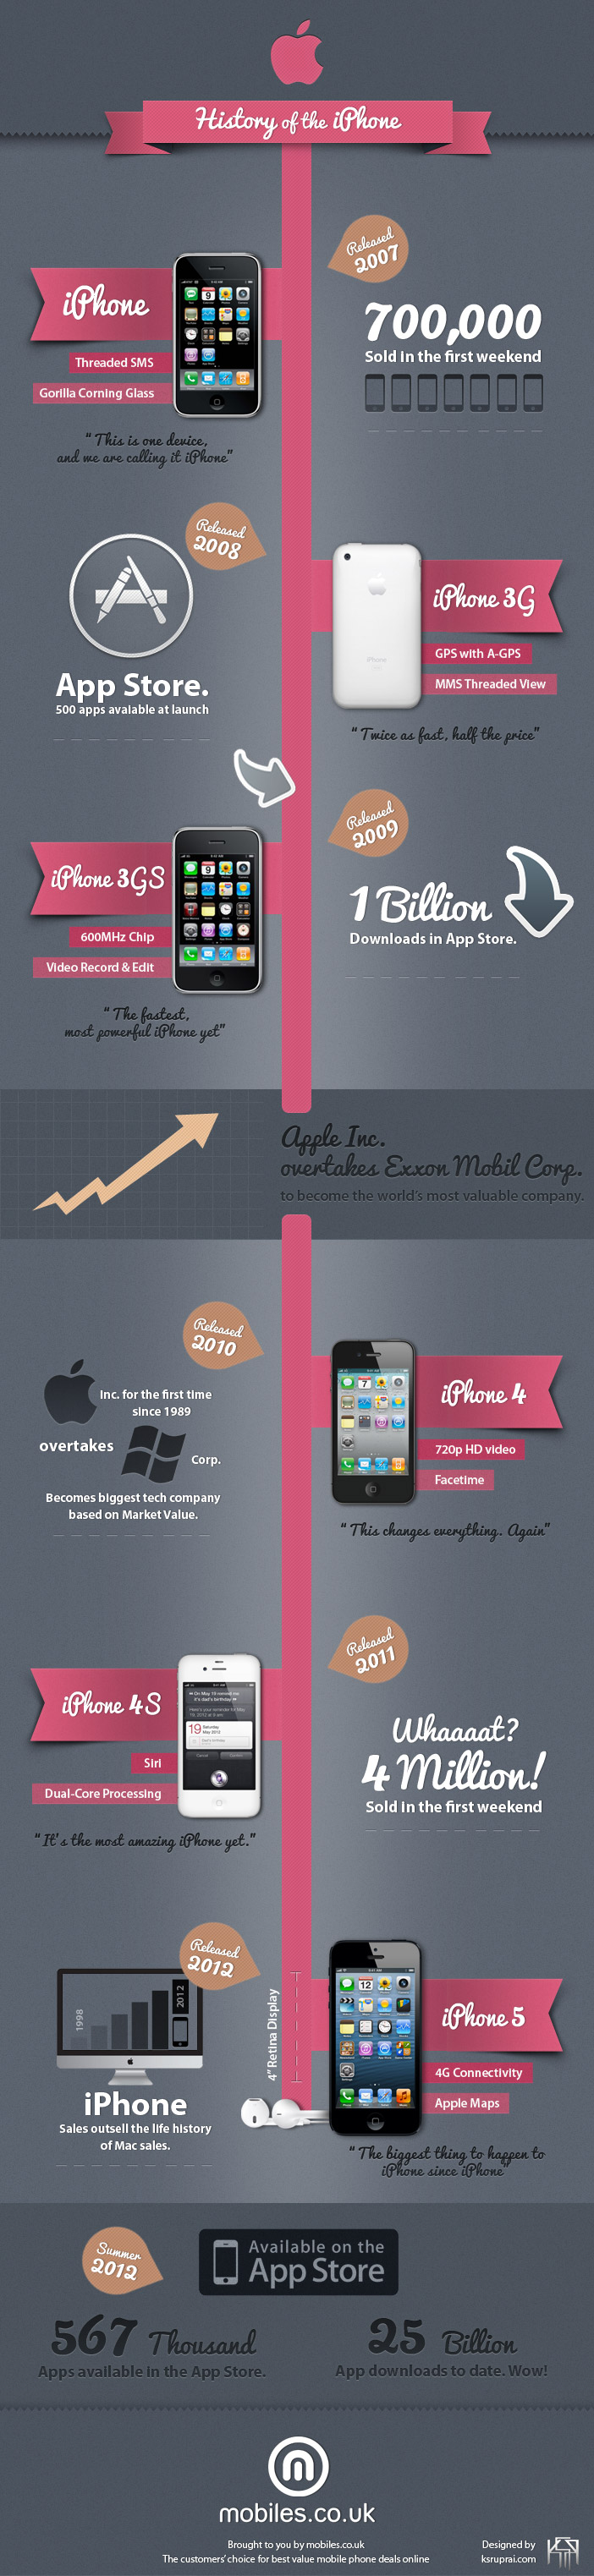 History of the iPhone
Released
2007
iPhone
Threaded SMS
Gorilla Corning Glass
700,000
Sold in the first weekend
" This is one device,
and we are calling it iPhone"
Released
2008
App Store.
500 apps avaiable at launch
iPhone 3G
GPS with A-GPS
MMS Threaded View
" Twice as fast, half the price"
Released
2009
iPhone 3GS
600MHz Chip
Video Record & Edit
1 Billion
Downloads in App Store.
" The fastest,
most powerful iPhone yet"
Apple Inc.
overtakes Exxon Mobil Corp.
to become the world's most valuable company.
Released
2010
Inc. for the first time
since 1989
overtakes
Corp.
Becomes biggest tech company
based on Market Value.
iPhone 4
720p HD video
Facetime
" This changes everything. Again"
Released
2011
iPhone 4S
Siri
Dual-Core Processing
Whaaaat?
4 Million!
Sold in the first weekend
" It's the most amazing iPhone yet."
Released
2012
1998
2012
iPhone
Sales outsell the life history
of Mac sales.
4" Retina Display
iPhone 5
4G Connectivity
Apple Maps
" The biggest thing to happen to
iPhone since iPhone"
Summer
2012
Available on the
App Store
567 Thousand
Apps available in the App Store.
25 Billion
App downloads to date. Wow!
mobiles.co.uk
Brought to you by mobiles.co.uk
The customers' choice for best value mobile phone deals online
Designed by
ksruprai.com